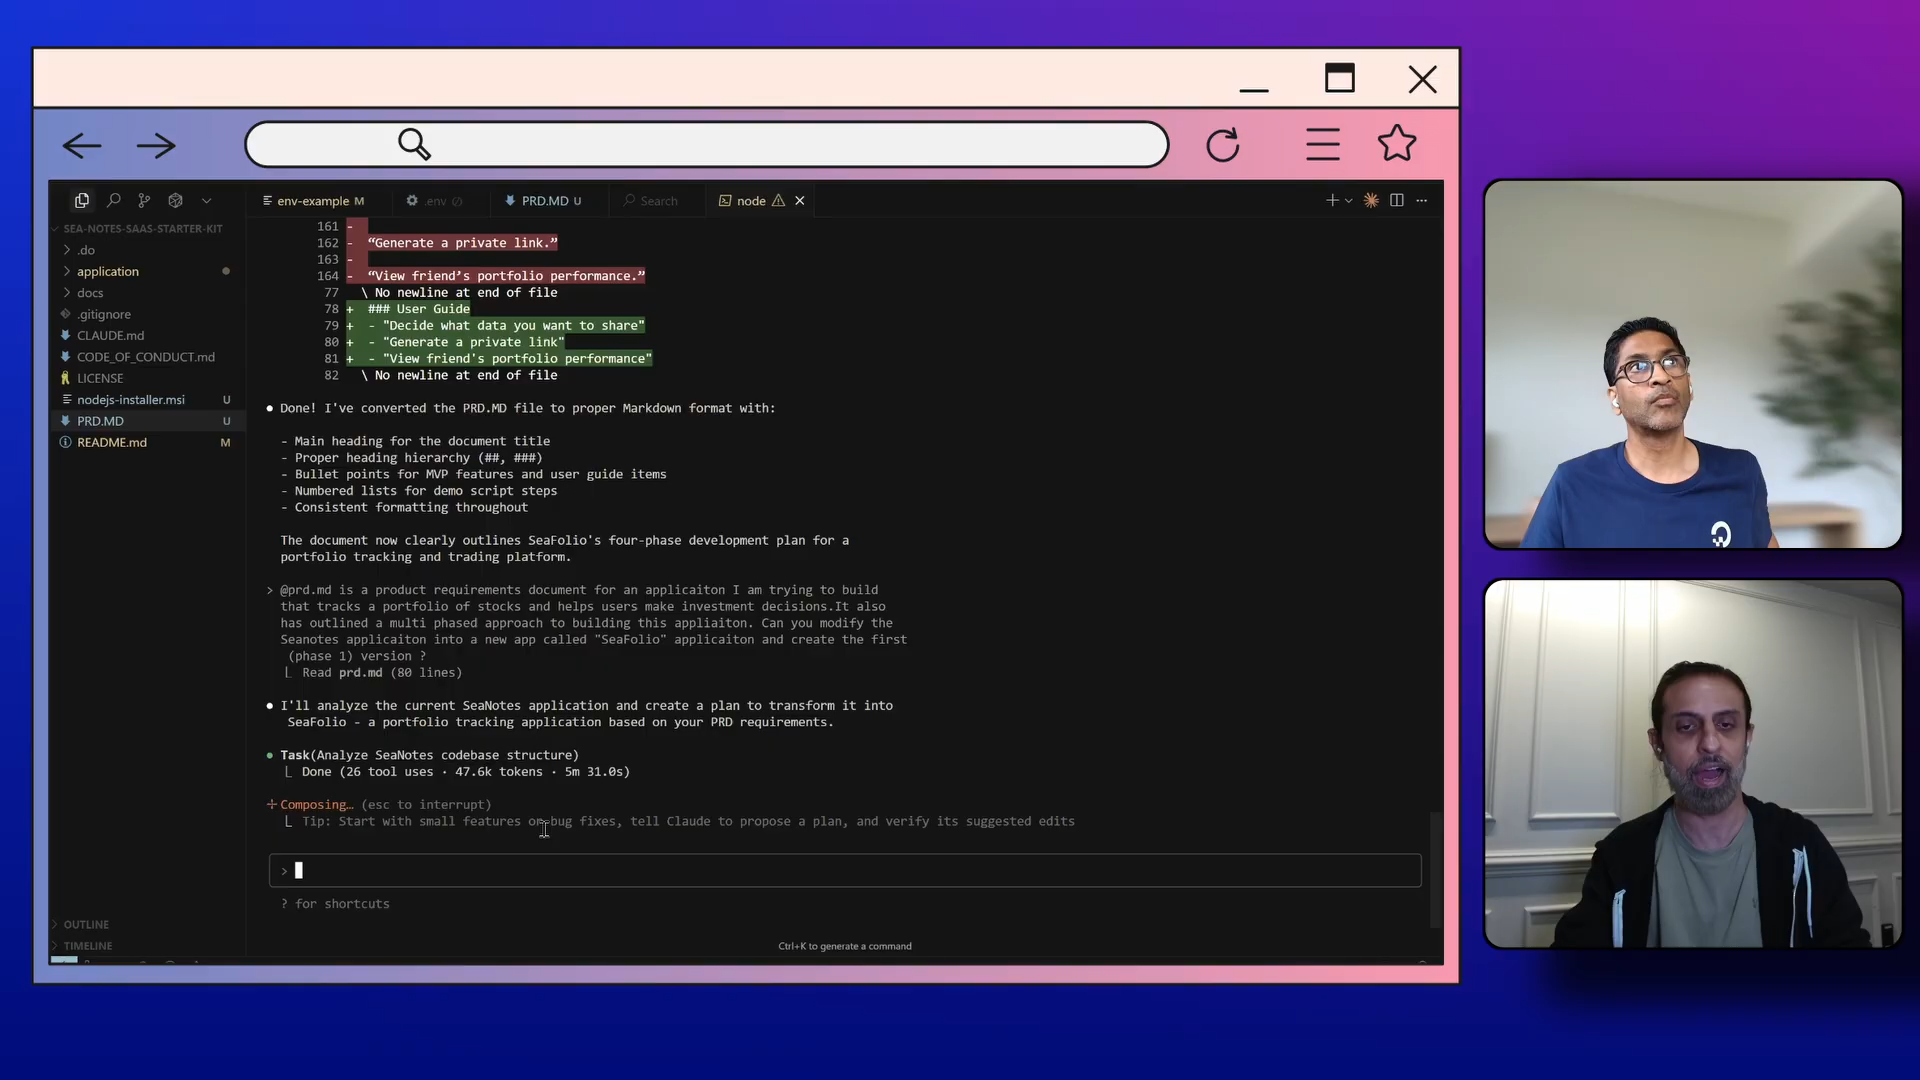 env-example M
.env
PRD.MD U
Search
node
SEA-NOTES-SAAS-STARTER-KIT
.do
application
docs
.gitignore
CLAUDE.md
CODE_OF_CONDUCT.md
LICENSE
nodejs-installer.msi U
PRD.MD U
README.md M
OUTLINE
TIMELINE
161 -
162 - “Generate a private link.”
163 -
164 - “View friend’s portfolio performance.”
77 \ No newline at end of file
78 + ### User Guide
79 + - "Decide what data you want to share"
80 + - "Generate a private link"
81 + - "View friend's portfolio performance"
82 \ No newline at end of file
● Done! I've converted the PRD.MD file to proper Markdown format with:
- Main heading for the document title
- Proper heading hierarchy (##, ###)
- Bullet points for MVP features and user guide items
- Numbered lists for demo script steps
- Consistent formatting throughout
The document now clearly outlines SeaFolio's four-phase development plan for a
portfolio tracking and trading platform.
> @prd.md is a product requirements document for an applicaiton I am trying to build
that tracks a portfolio of stocks and helps users make investment decisions.It also
has outlined a multi phased approach to building this appliaiton. Can you modify the
Seanotes applicaiton into a new app called "SeaFolio" applicaiton and create the first
(phase 1) version ?
⎿ Read prd.md (80 lines)
● I'll analyze the current SeaNotes application and create a plan to transform it into
SeaFolio - a portfolio tracking application based on your PRD requirements.
● Task(Analyze SeaNotes codebase structure)
⎿ Done (26 tool uses · 47.6k tokens · 5m 31.0s)
✢ Composing… (esc to interrupt)
⎿ Tip: Start with small features or bug fixes, tell Claude to propose a plan, and verify its suggested edits
>
? for shortcuts
Ctrl+K to generate a command